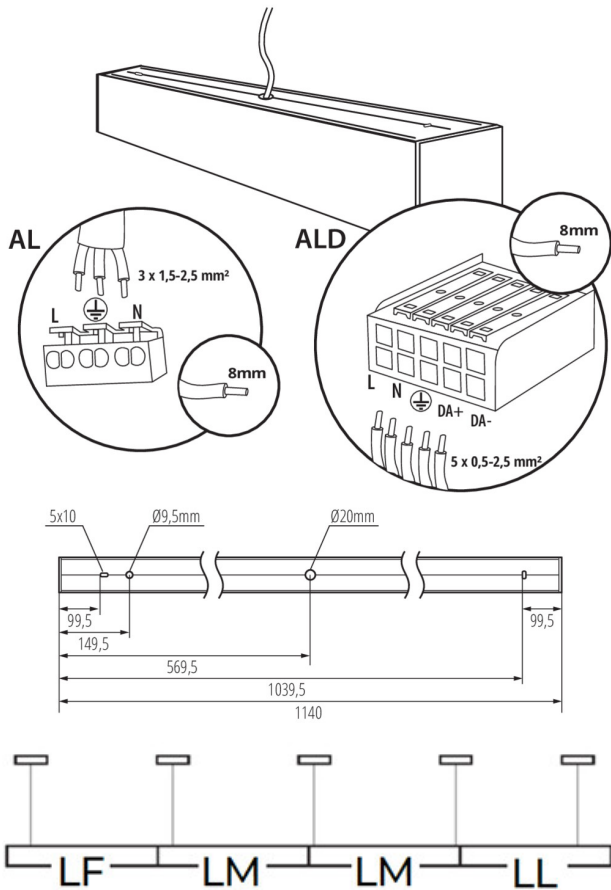 AL
3 x 1,5-2,5 mm²
L
N
8mm
ALD
8mm
L N DA+ DA-
5 x 0,5-2,5 mm²
5x10
Ø9,5mm
Ø20mm
99,5
99,5
149,5
569,5
1039,5
1140
LF LM LM LL